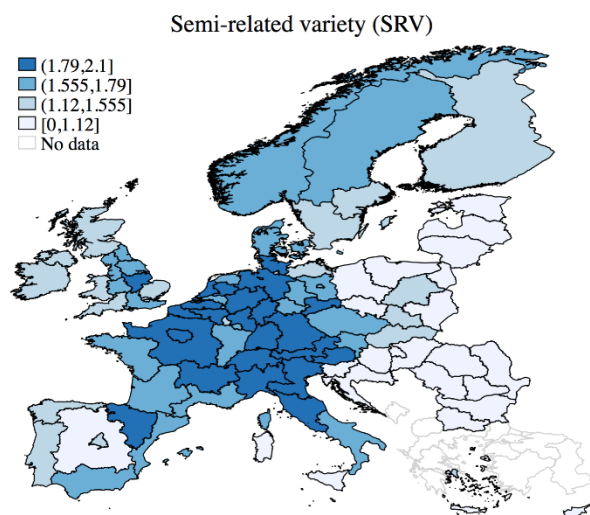 Semi-related variety (SRV)
(1.79,2.1]
(1.555,1.79]
(1.12,1.555]
[0,1.12]
No data